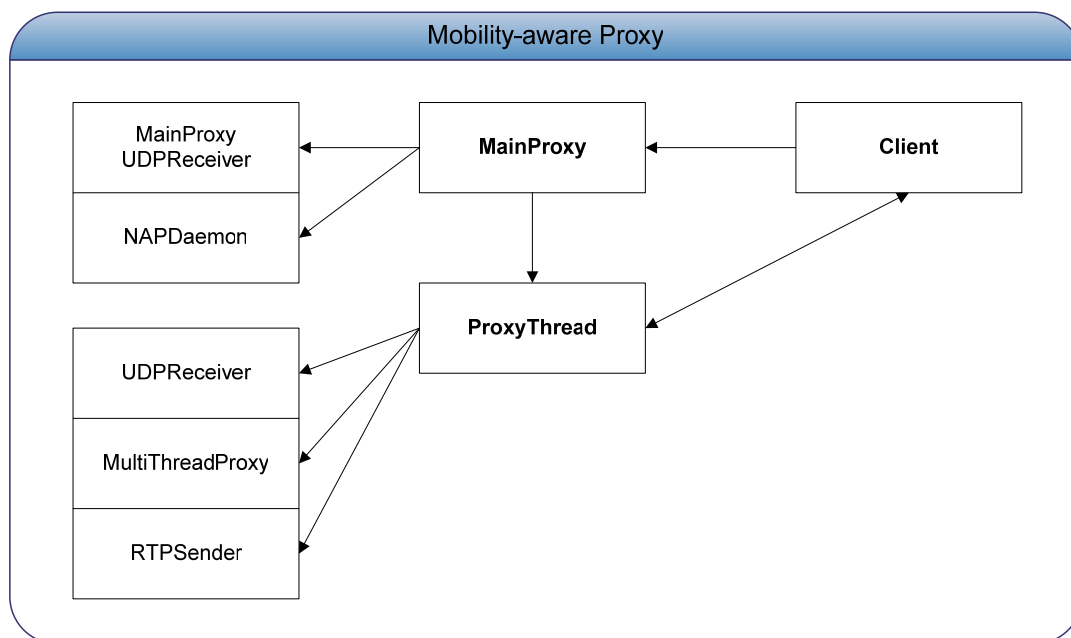 Mobility-aware Proxy
MainProxy
UDPReceiver
MainProxy
Client
NAPDaemon
ProxyThread
UDPReceiver
MultiThreadProxy
RTPSender